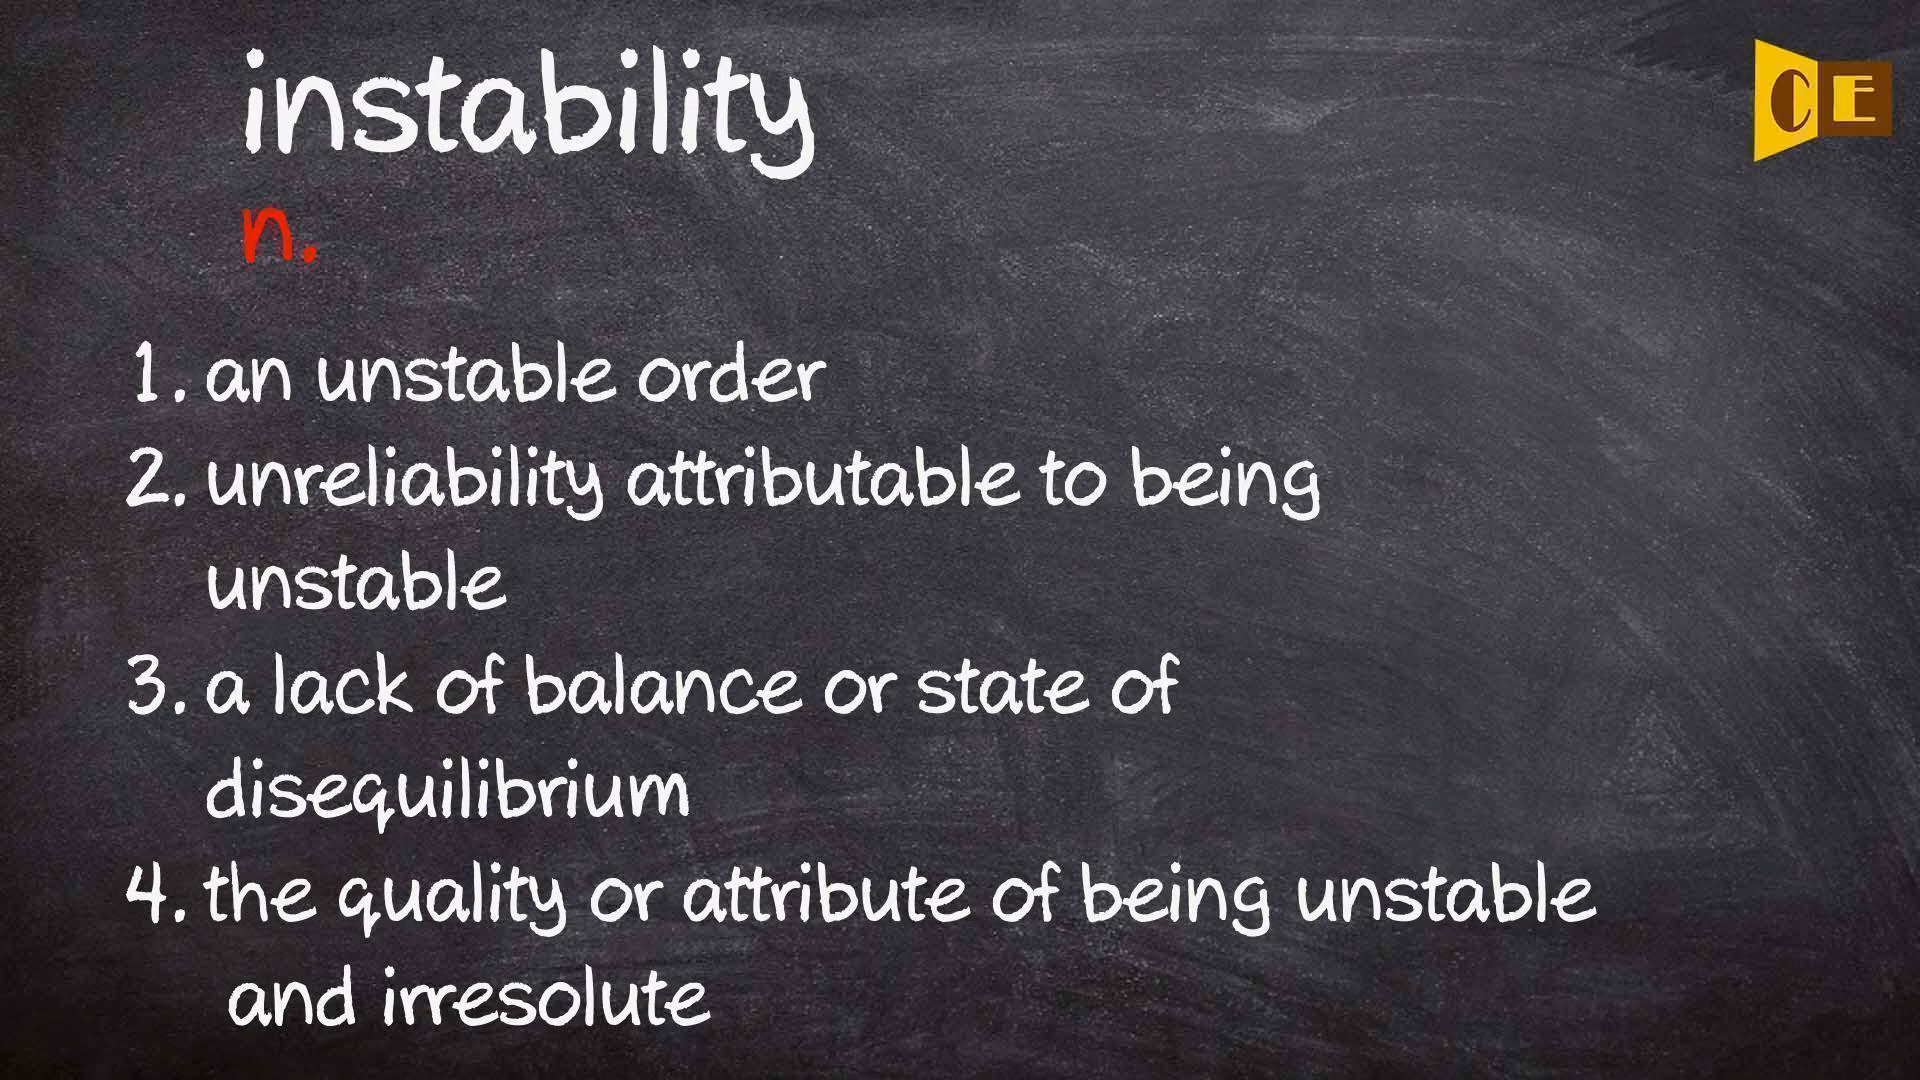 instability
CE
n.
1. an unstable order
2. unreliability attributable to being
unstable
3. a lack of balance or state of
disequilibrium
4. the quality or attribute of being unstable
and irresolute